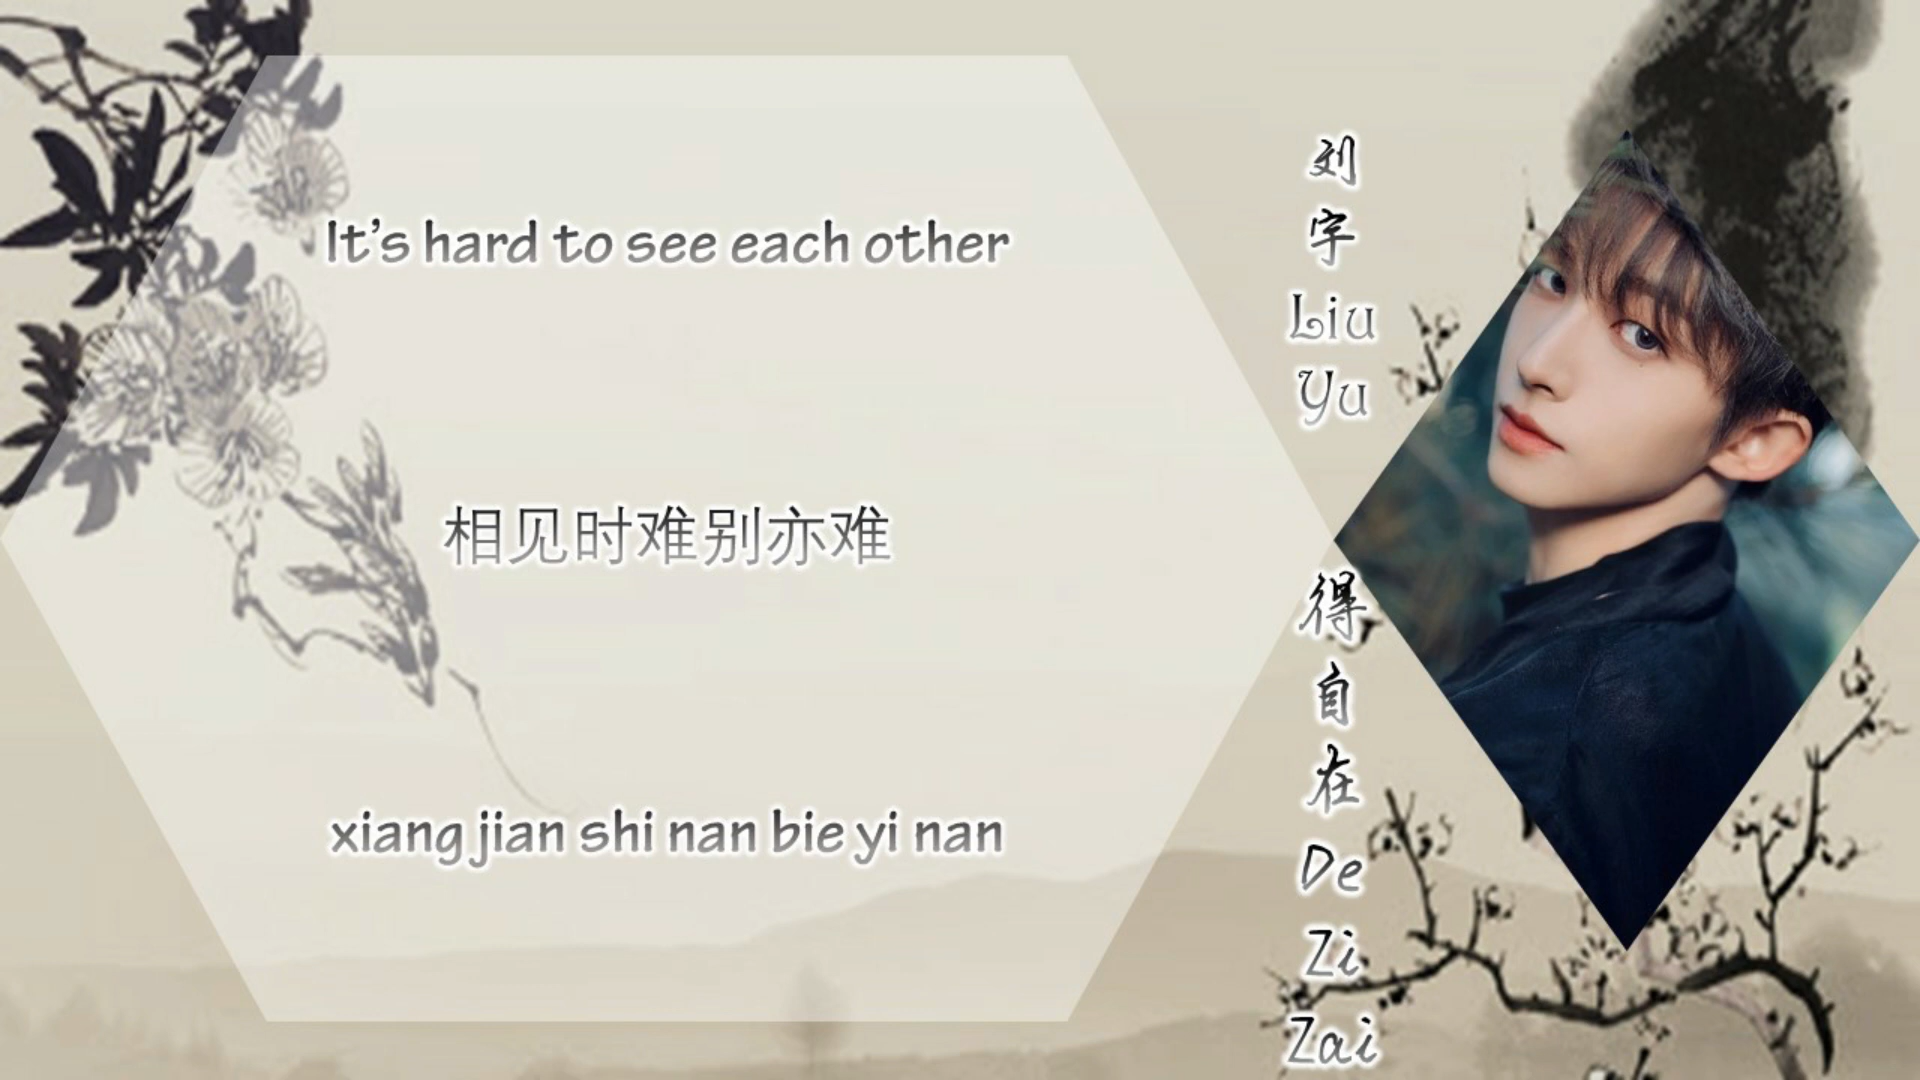 It's hard to see each other
相见时难别亦难
xiang jian shi nan bie yi nan
刘宇
Liu
Yu
得自在
De
Zi
Zai